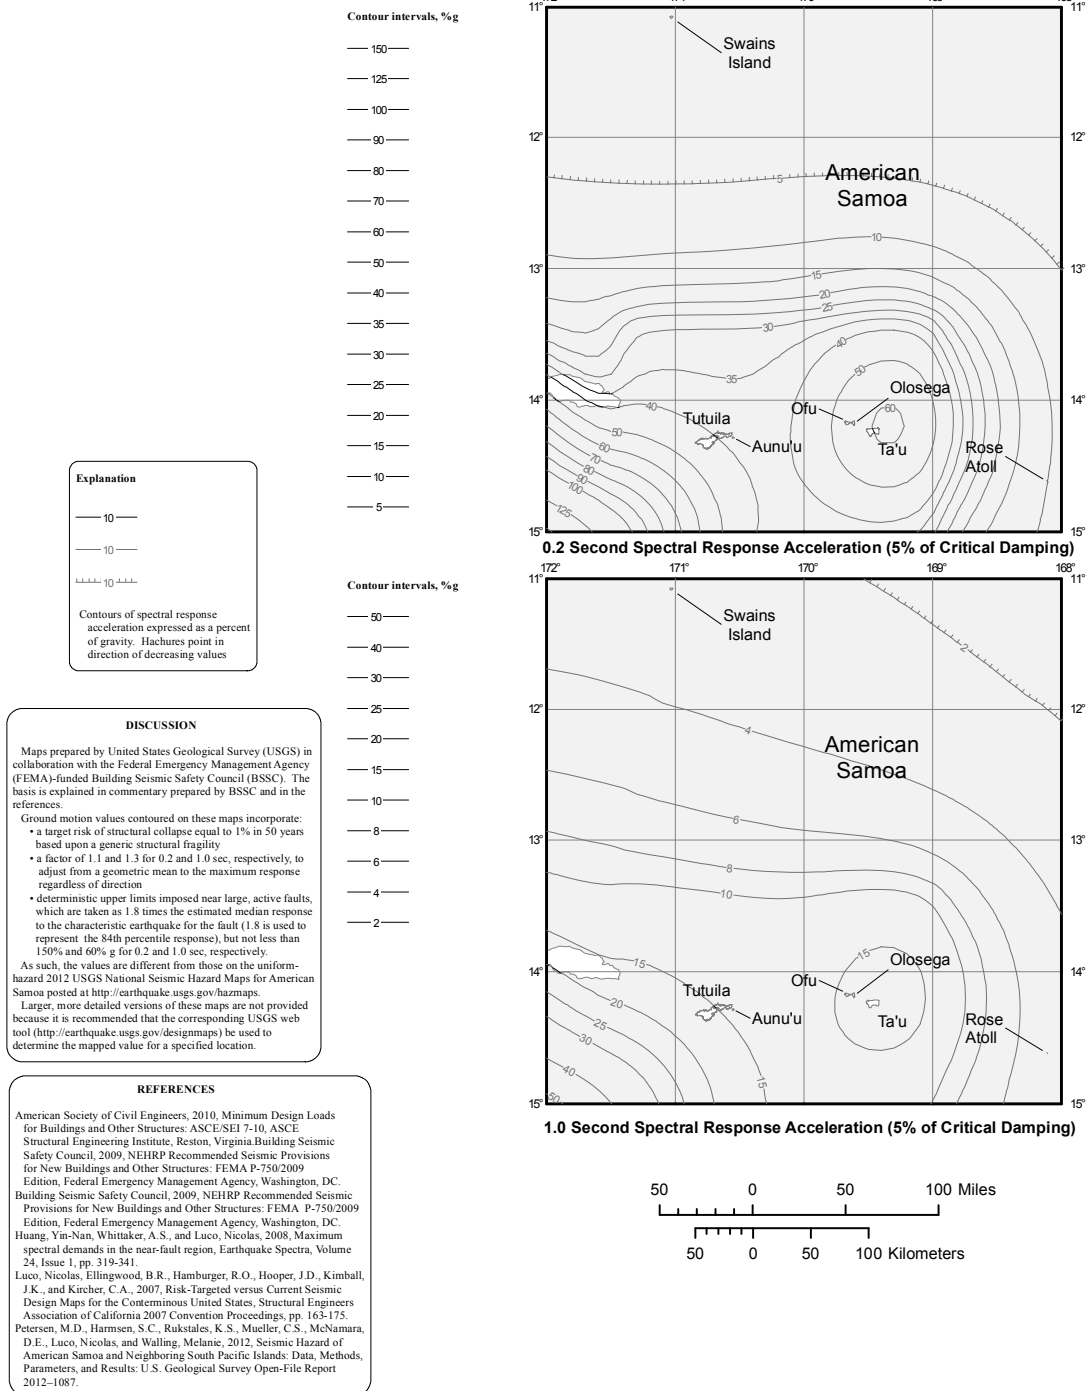 Contour intervals, %g
150
125
100
90
80
70
60
50
40
35
30
25
20
15
10
5
Explanation
10
10
10
Contours of spectral response
acceleration expressed as a percent
of gravity. Hachures point in
direction of decreasing values
11°
11°
Swains
Island
12°
12°
American
Samoa
5
10
13°
13°
15
20
25
30
40
35
50
14°
14°
Olosega
Ofu
60
40
Tutuila
Aunu'u
Ta'u
Rose
Atoll
50
60
70
80
90
100
125
15°
15°
0.2 Second Spectral Response Acceleration (5% of Critical Damping)
Contour intervals, %g
50
40
30
25
20
15
10
8
6
4
2
172°
171°
170°
169°
168°
11°
11°
Swains
Island
2
12°
12°
4
American
Samoa
6
13°
13°
8
10
15
15
14°
14°
Olosega
Ofu
Tutuila
Aunu'u
Ta'u
Rose
Atoll
20
25
30
40
50
15
15°
15°
1.0 Second Spectral Response Acceleration (5% of Critical Damping)
50 0 50 100 Miles
50 0 50 100 Kilometers
DISCUSSION
Maps prepared by United States Geological Survey (USGS) in
collaboration with the Federal Emergency Management Agency
(FEMA)-funded Building Seismic Safety Council (BSSC). The
basis is explained in commentary prepared by BSSC and in the
references.
Ground motion values contoured on these maps incorporate:
• a target risk of structural collapse equal to 1% in 50 years
based upon a generic structural fragility
• a factor of 1.1 and 1.3 for 0.2 and 1.0 sec, respectively, to
adjust from a geometric mean to the maximum response
regardless of direction
• deterministic upper limits imposed near large, active faults,
which are taken as 1.8 times the estimated median response
to the characteristic earthquake for the fault (1.8 is used to
represent the 84th percentile response), but not less than
150% and 60% g for 0.2 and 1.0 sec, respectively.
As such, the values are different from those on the uniform-
hazard 2012 USGS National Seismic Hazard Maps for American
Samoa posted at http://earthquake.usgs.gov/hazmaps.
Larger, more detailed versions of these maps are not provided
because it is recommended that the corresponding USGS web
tool (http://earthquake.usgs.gov/designmaps) be used to
determine the mapped value for a specified location.
REFERENCES
American Society of Civil Engineers, 2010, Minimum Design Loads
for Buildings and Other Structures: ASCE/SEI 7-10, ASCE
Structural Engineering Institute, Reston, Virginia.Building Seismic
Safety Council, 2009, NEHRP Recommended Seismic Provisions
for New Buildings and Other Structures: FEMA P-750/2009
Edition, Federal Emergency Management Agency, Washington, DC.
Building Seismic Safety Council, 2009, NEHRP Recommended Seismic
Provisions for New Buildings and Other Structures: FEMA P-750/2009
Edition, Federal Emergency Management Agency, Washington, DC.
Huang, Yin-Nan, Whittaker, A.S., and Luco, Nicolas, 2008, Maximum
spectral demands in the near-fault region, Earthquake Spectra, Volume
24, Issue 1, pp. 319-341.
Luco, Nicolas, Ellingwood, B.R., Hamburger, R.O., Hooper, J.D., Kimball,
J.K., and Kircher, C.A., 2007, Risk-Targeted versus Current Seismic
Design Maps for the Conterminous United States, Structural Engineers
Association of California 2007 Convention Proceedings, pp. 163-175.
Petersen, M.D., Harmsen, S.C., Rukstales, K.S., Mueller, C.S., McNamara,
D.E., Luco, Nicolas, and Walling, Melanie, 2012, Seismic Hazard of
American Samoa and Neighboring South Pacific Islands: Data, Methods,
Parameters, and Results: U.S. Geological Survey Open-File Report
2012–1087.